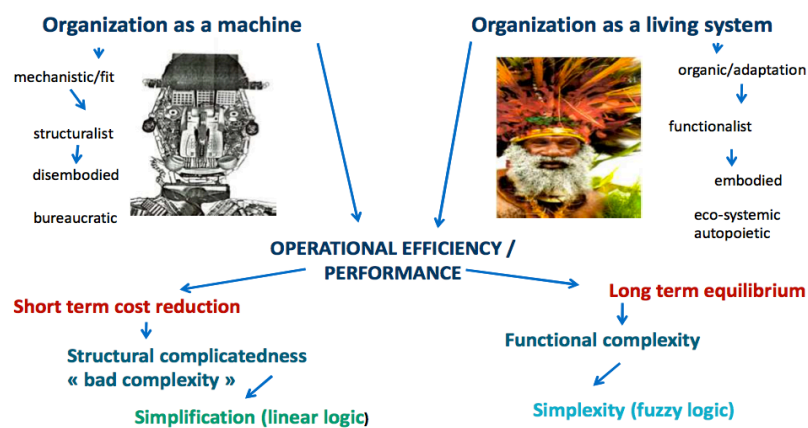 Organization as a machine
mechanistic/fit
structuralist
disembodied
bureaucratic
Organization as a living system
organic/adaptation
functionalist
embodied
eco-systemic
autopoietic
OPERATIONAL EFFICIENCY /
PERFORMANCE
Short term cost reduction
Structural complicatedness
« bad complexity »
Simplification (linear logic)
Long term equilibrium
Functional complexity
Simplexity (fuzzy logic)